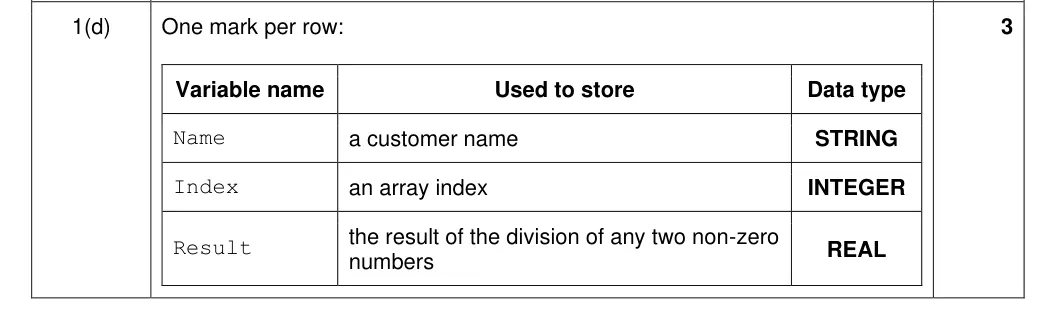 1(d) One mark per row: 3
Variable name Used to store Data type
Name a customer name STRING
Index an array index INTEGER
Result the result of the division of any two non-zero numbers REAL